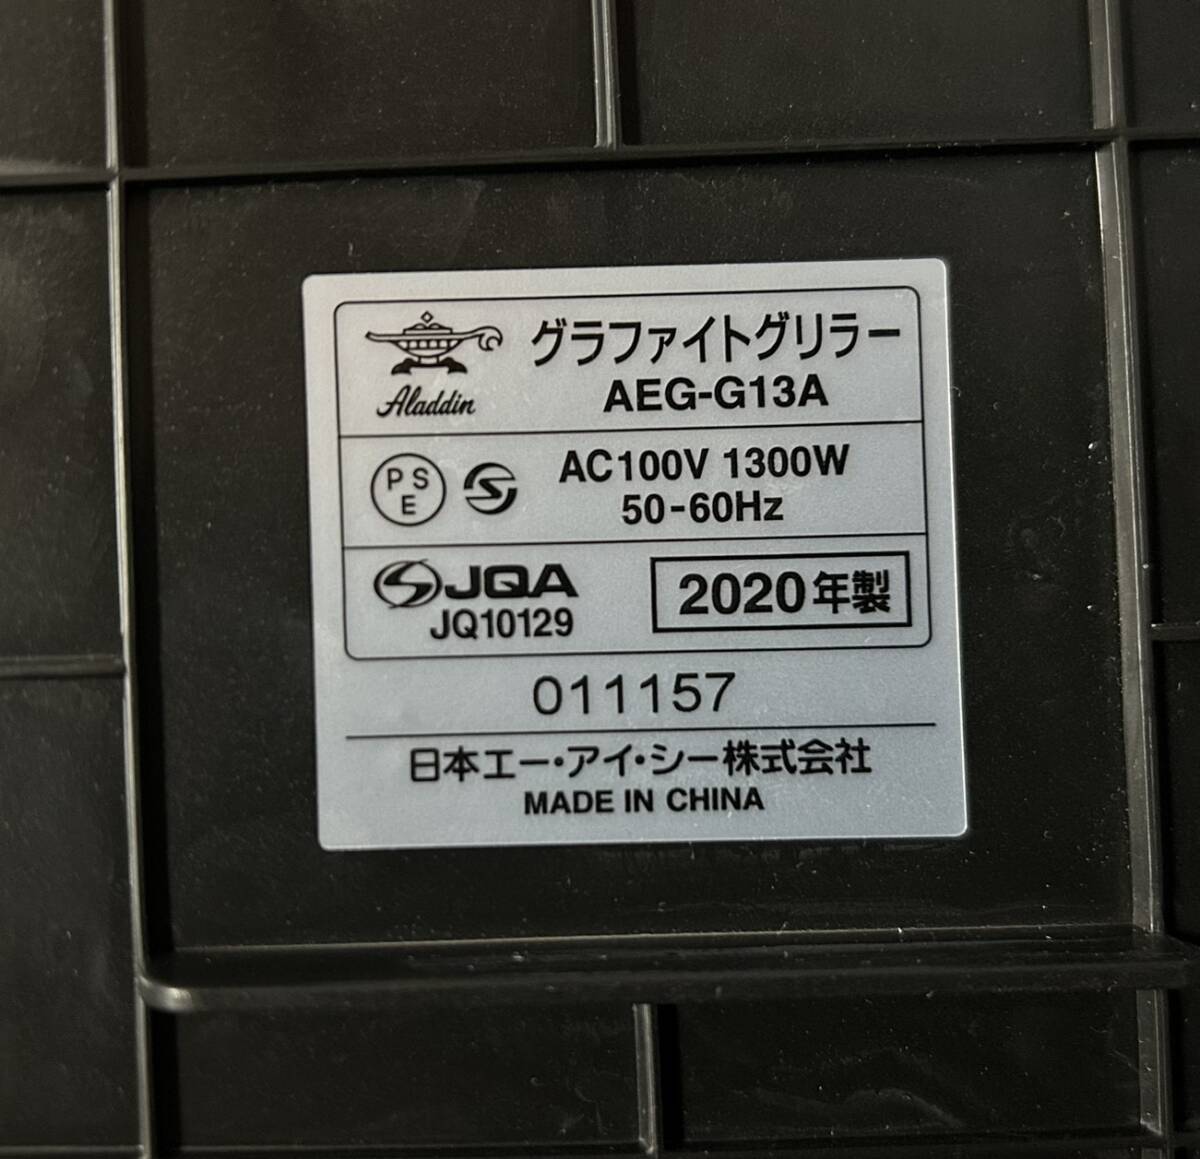 Aladdin
グラファイトグリラー
AEG-G13A
PS
E
S
AC100V 1300W
50-60Hz
JQA
JQ10129
2020年製
011157
日本エー・アイ・シー株式会社
MADE IN CHINA